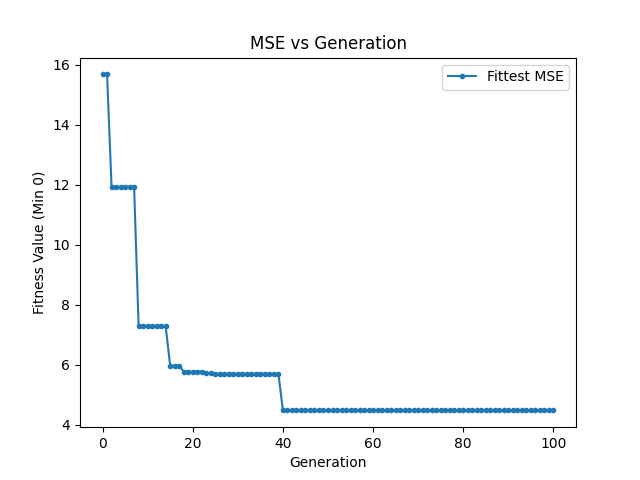 MSE vs Generation
Fittest MSE
Fitness Value (Min 0)
16
14
12
10
8
6
4
0 20 40 60 80 100
Generation